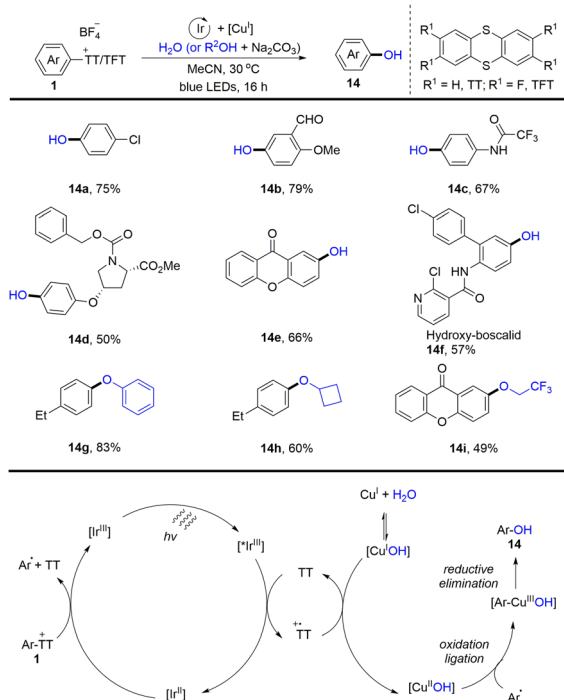 Ar
BF4−
+
TT/TFT
1
Ir + [CuI]
H2O (or R2OH + Na2CO3)
MeCN, 30 oC
blue LEDs, 16 h
Ar OH
14
R1 S R1
R1 S R1
R1 = H, TT; R1 = F, TFT
HO Cl
14a, 75%
CHO
HO OMe
14b, 79%
O
CF3
HO NH
14c, 67%
O
O N
CO2Me
HO O
14d, 50%
O
OH
O
14e, 66%
Cl
OH
HN
Cl
O
N
Hydroxy-boscalid
14f, 57%
O
Et
14g, 83%
O
Et
14h, 60%
O
O CF3
O
14i, 49%
[IrIII]
hv
[*IrIII]
Ar• + TT
+
Ar-TT
1
[IrII]
TT
+•
TT
CuI + H2O
[CuIOH]
[CuIIOH]
Ar-OH
14
reductive
elimination
[Ar-CuIIIOH]
oxidation
ligation
Ar•